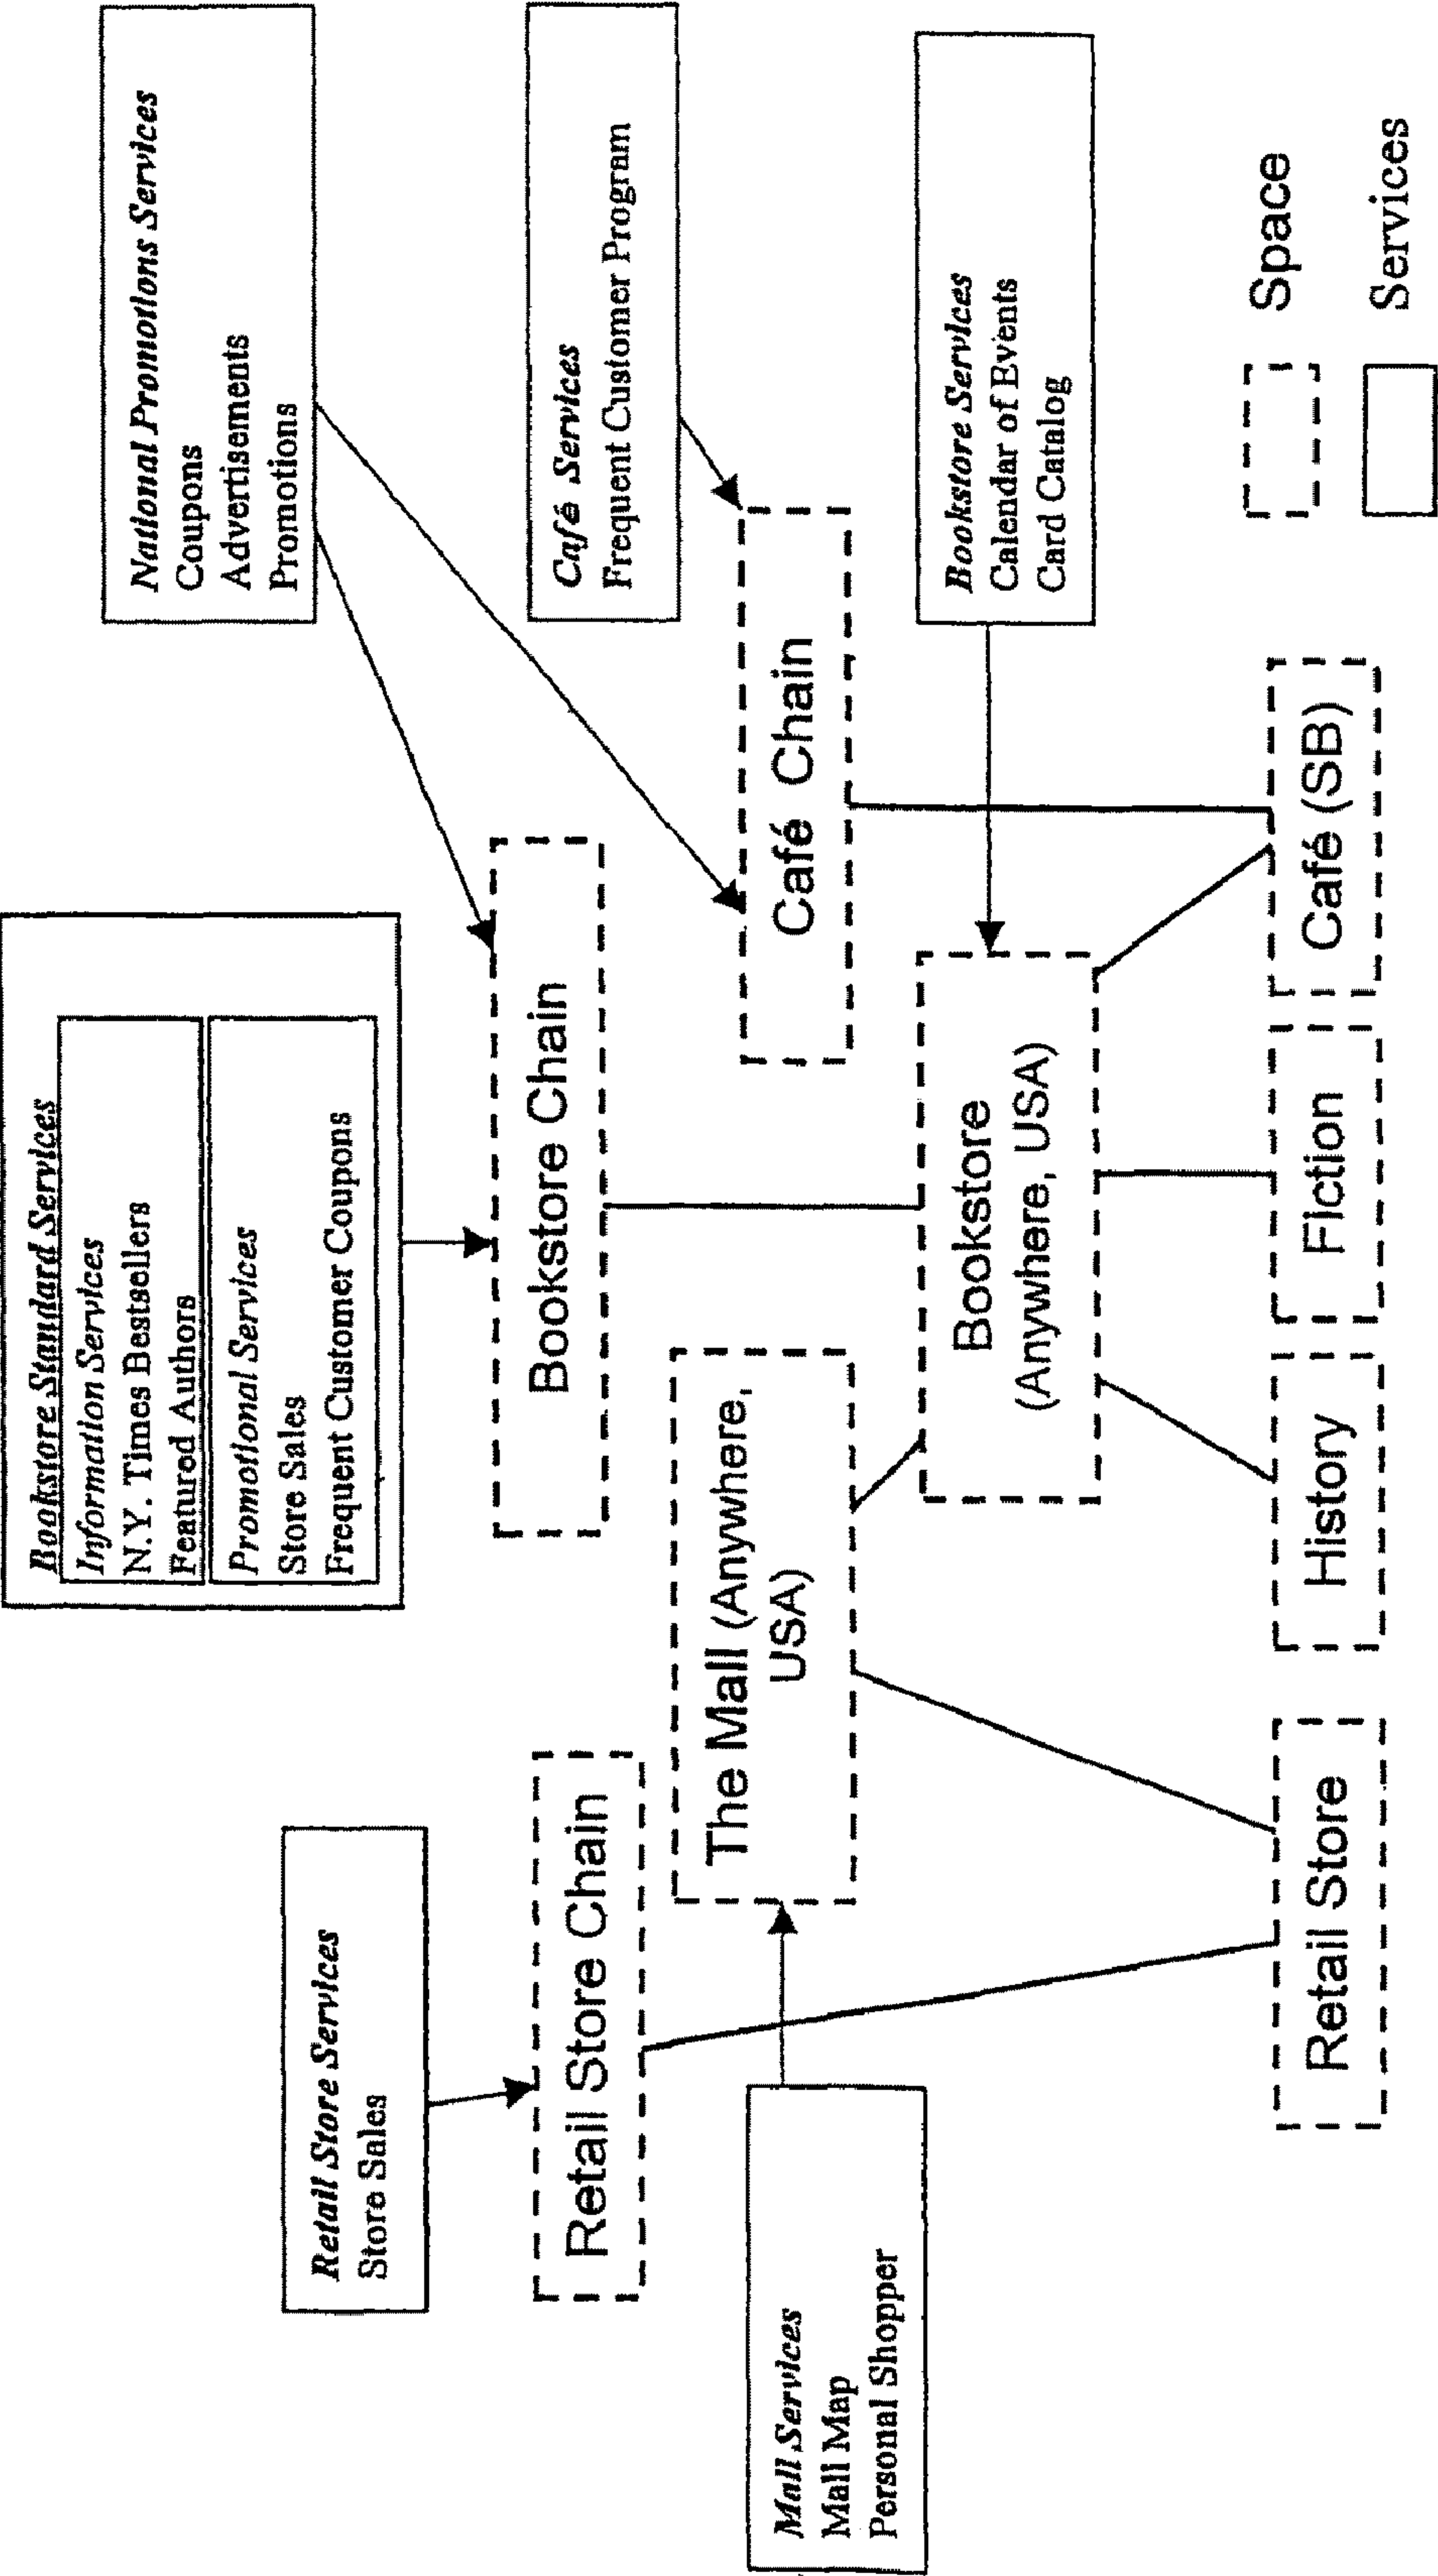 Bookstore Standard Services
Information Services
N.Y. Times Bestsellers
Featured Authors
Promotional Services
Store Sales
Frequent Customer Coupons
National Promotions Services
Coupons
Advertisements
Promotions
Retail Store Services
Store Sales
Bookstore Chain
Café Services
Frequent Customer Program
Retail Store Chain
The Mall (Anywhere,
USA)
Café Chain
Mall Services
Mall Map
Personal Shopper
Bookstore
(Anywhere, USA)
Bookstore Services
Calendar of Events
Card Catalog
Retail Store
History
Fiction
Café (SB)
Space
Services